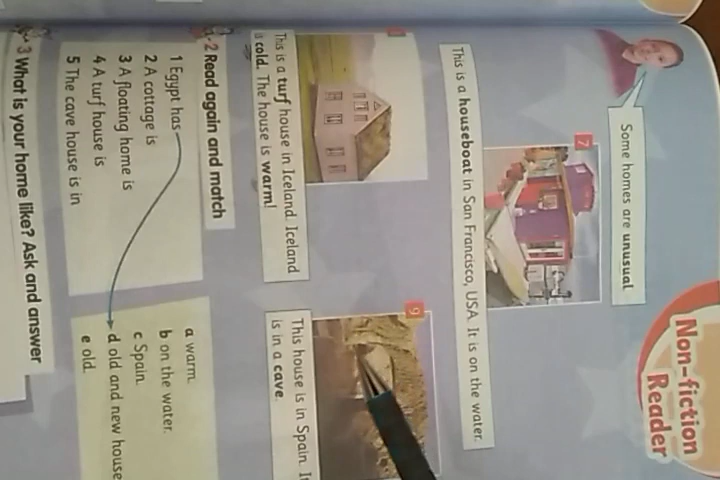 Non-fiction
Reader
Some homes are unusual.
7
This is a houseboat in San Francisco, USA. It is on the water.
This is a turf house in Iceland. Iceland
is cold. The house is warm!
9
This house is in Spain. It
is in a cave.
2 Read again and match
1 Egypt has
2 A cottage is
3 A floating home is
4 A turf house is
5 The cave house is in
a warm.
b on the water.
c Spain.
d old and new house
e old.
3 What is your home like? Ask and answer